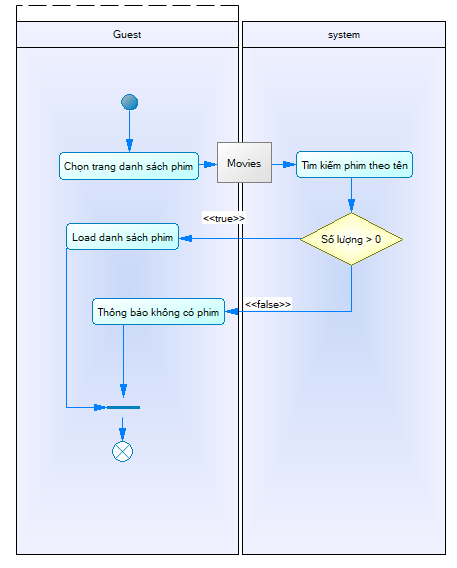 Guest
system
Chọn trang danh sách phim
Movies
Tìm kiếm phim theo tên
<<true>>
Load danh sách phim
Số lượng > 0
<<false>>
Thông báo không có phim